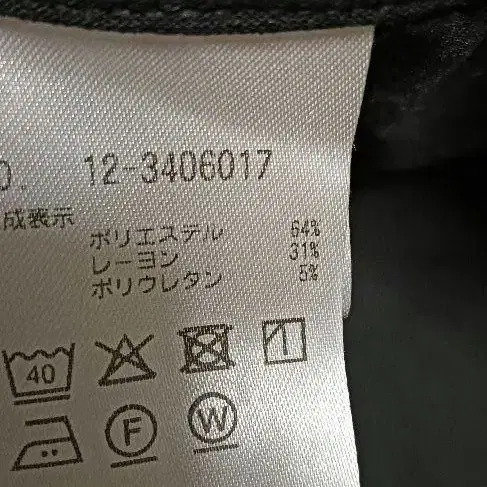 0. 12-3406017
成表示
ポリエステル 64%
レーヨン 31%
ポリウレタン 5%
40
F W